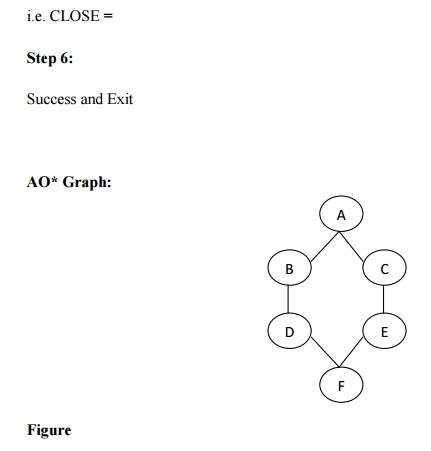 i.e. CLOSE =
Step 6:
Success and Exit
AO* Graph:
A
B
C
D
E
F
Figure